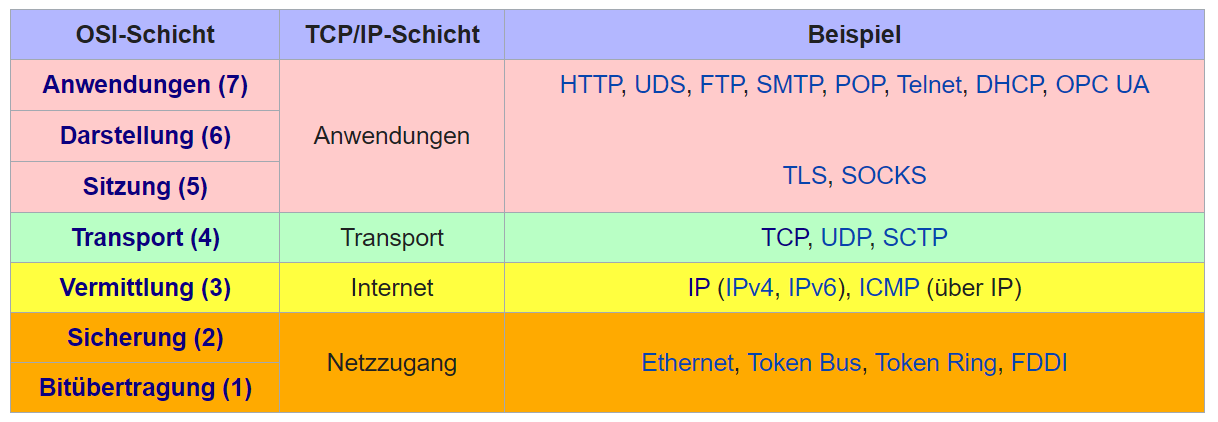 OSI-Schicht TCP/IP-Schicht Beispiel
Anwendungen (7) HTTP, UDS, FTP, SMTP, POP, Telnet, DHCP, OPC UA
Darstellung (6) Anwendungen
Sitzung (5) TLS, SOCKS
Transport (4) Transport TCP, UDP, SCTP
Vermittlung (3) Internet IP (IPv4, IPv6), ICMP (über IP)
Sicherung (2)
Netzzugang Ethernet, Token Bus, Token Ring, FDDI
Bitübertragung (1)